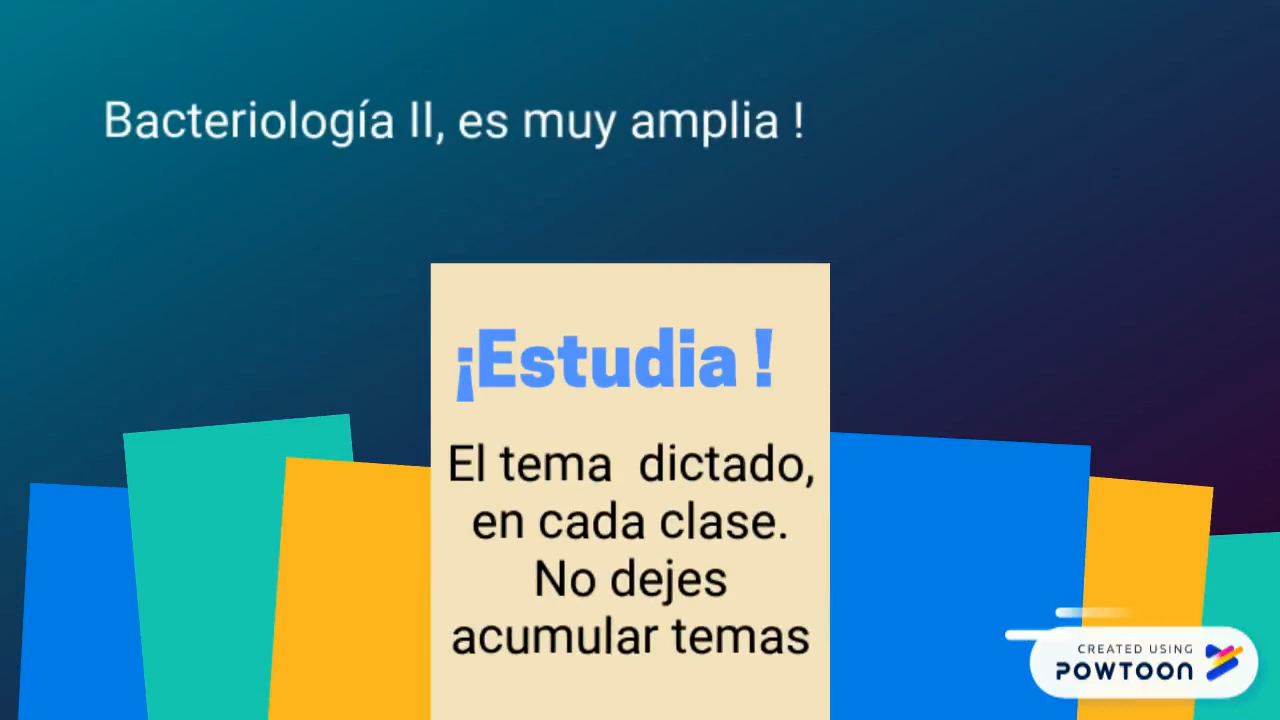 Bacteriología II, es muy amplia !
¡Estudia !
El tema dictado,
en cada clase.
No dejes
acumular temas
CREATED USING
POWTOON